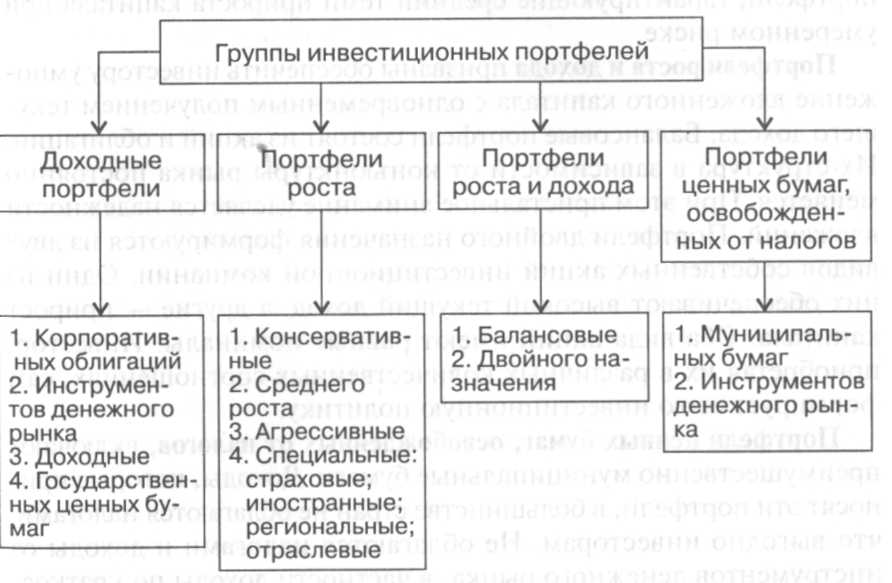 Группы инвестиционных портфелей
Доходные
портфели
Портфели
роста
Портфели
роста и дохода
Портфели
ценных бумаг,
освобожден-
ных от налогов
1. Корпоратив-
ных облигаций
2. Инструмен-
тов денежного
рынка
3. Доходные
4. Государствен-
ных ценных бу-
маг
1. Консерватив-
2. Среднего
роста
3. Агрессивные
4. Специальные:
страховые;
иностранные;
региональные;
отраслевые
1. Балансовые
2. Двойного на-
значения
1. Муниципаль-
ных бумаг
2. Инструментов
денежного рын-
ка